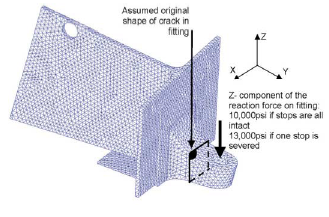 Assumed original
shape of crack in
fitting
Z
X
Y
Z- component of the
reaction force on fitting:
10,000psi if stops are all
intact
13,000psi if one stop is
severed